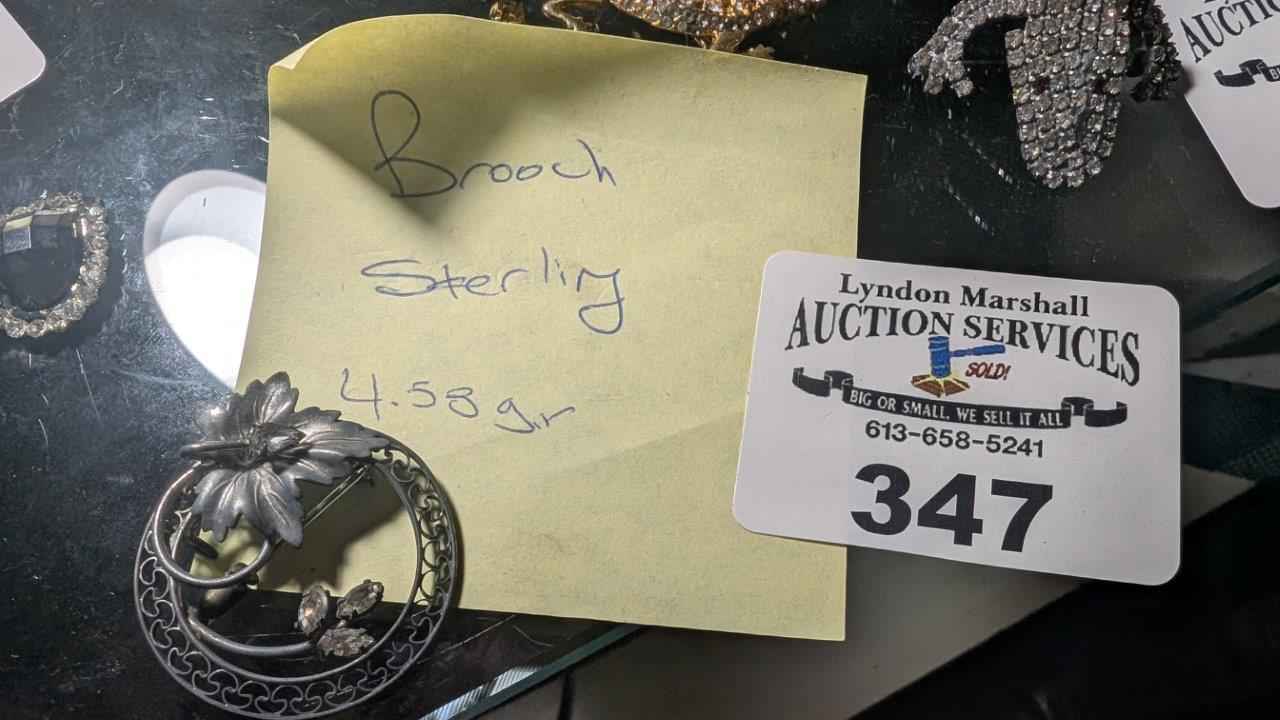 Brooch
Sterling
4.58 gr
Lyndon Marshall
AUCTION SERVICES
SOLD!
BIG OR SMALL, WE SELL IT ALL
613-658-5241
347